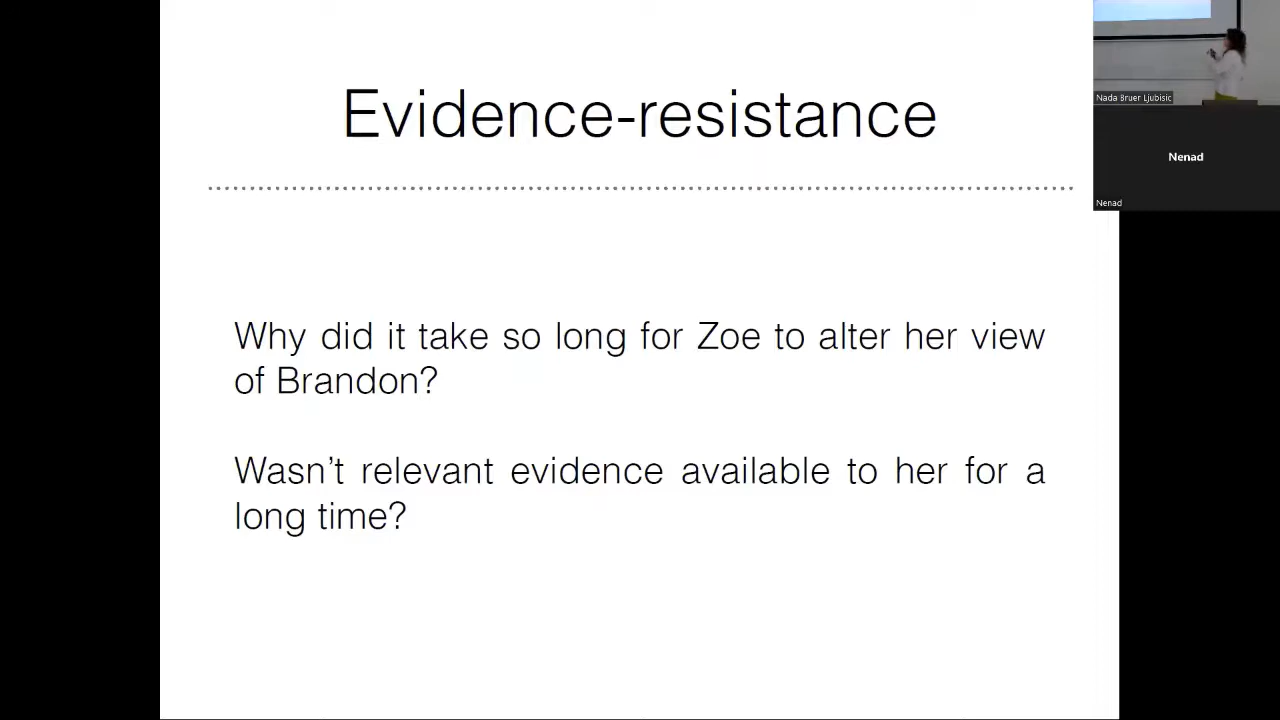 Evidence-resistance
Why did it take so long for Zoe to alter her view
of Brandon?
Wasn't relevant evidence available to her for a
long time?
Nada Bruer Ljubisic
Nenad
Nenad